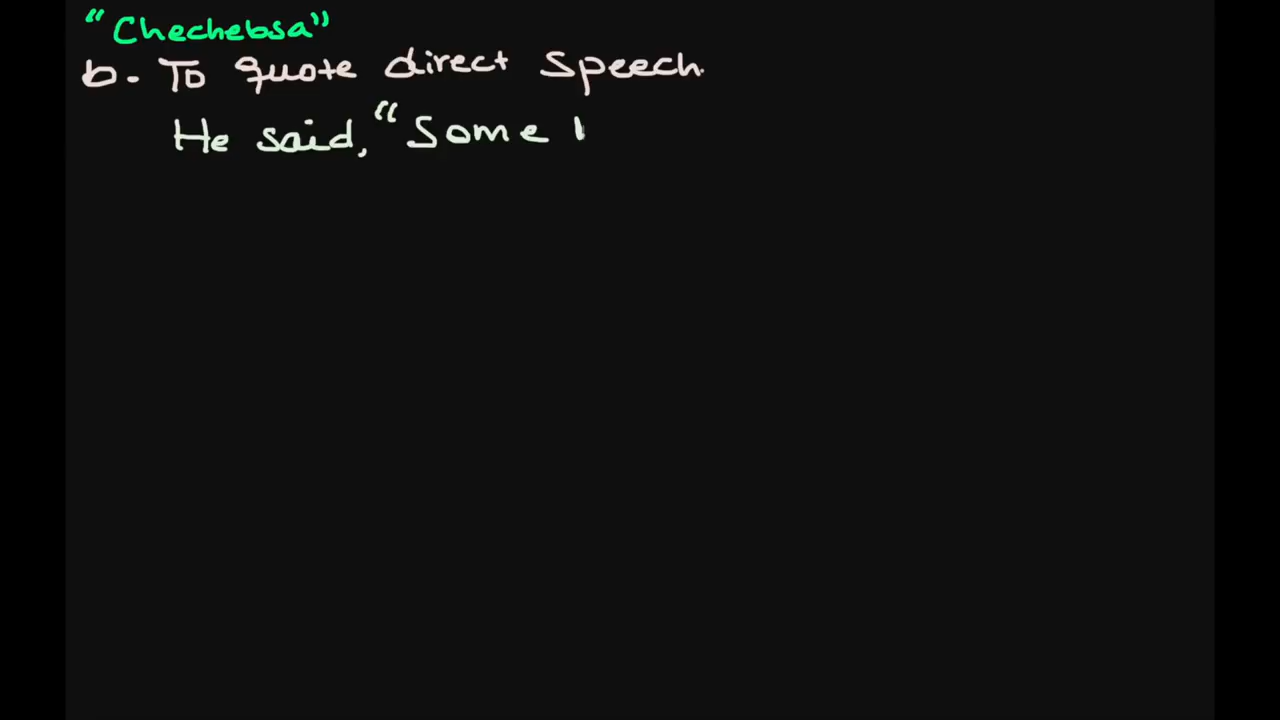 “Chechebsa”
b. To quote direct speech.
He said, “Some